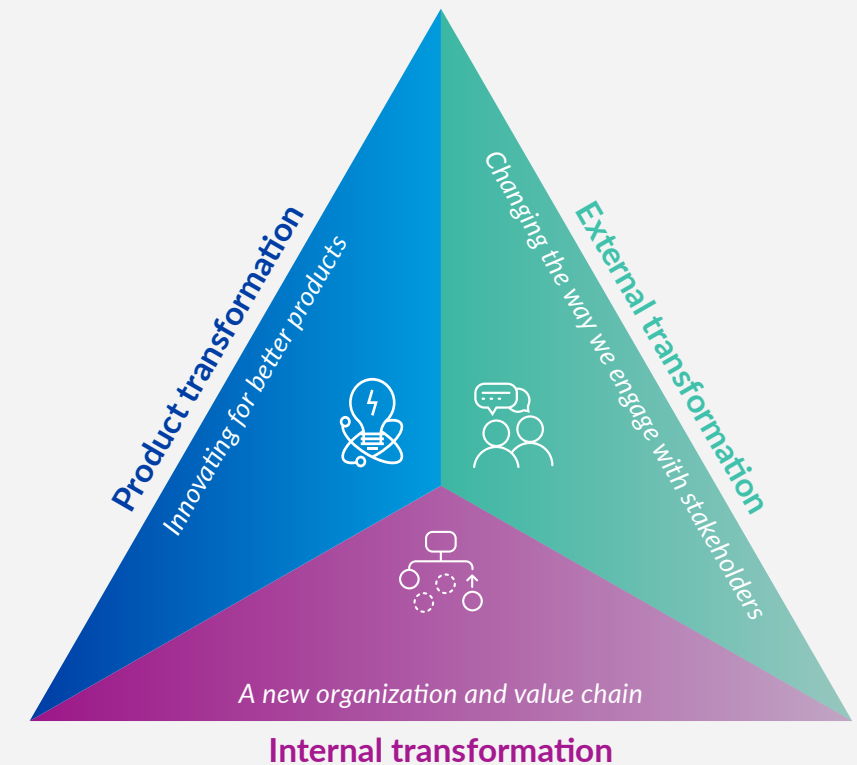 Product transformation
Innovating for better products
External transformation
Changing the way we engage with stakeholders
A new organization and value chain
Internal transformation